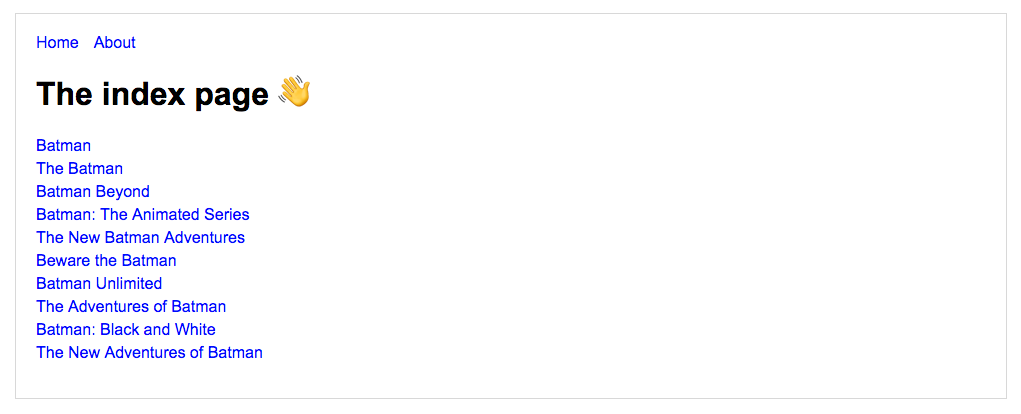 Home About
The index page 👋
Batman
The Batman
Batman Beyond
Batman: The Animated Series
The New Batman Adventures
Beware the Batman
Batman Unlimited
The Adventures of Batman
Batman: Black and White
The New Adventures of Batman